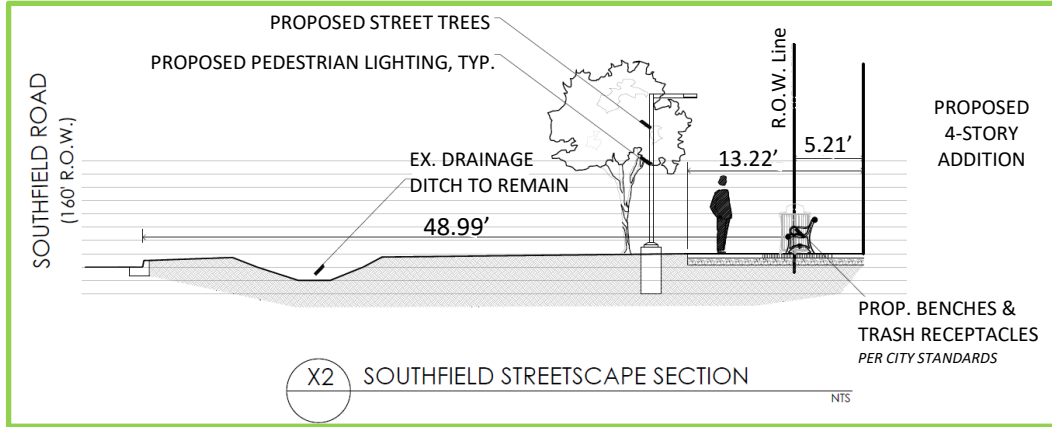 PROPOSED STREET TREES
PROPOSED PEDESTRIAN LIGHTING, TYP.
SOUTHFIELD ROAD
(160' R.O.W.)
EX. DRAINAGE
DITCH TO REMAIN
48.99'
13.22'
R.O.W. Line
5.21'
PROPOSED
4-STORY
ADDITION
PROP. BENCHES &
TRASH RECEPTACLES
PER CITY STANDARDS
X2 SOUTHFIELD STREETSCAPE SECTION
NTS